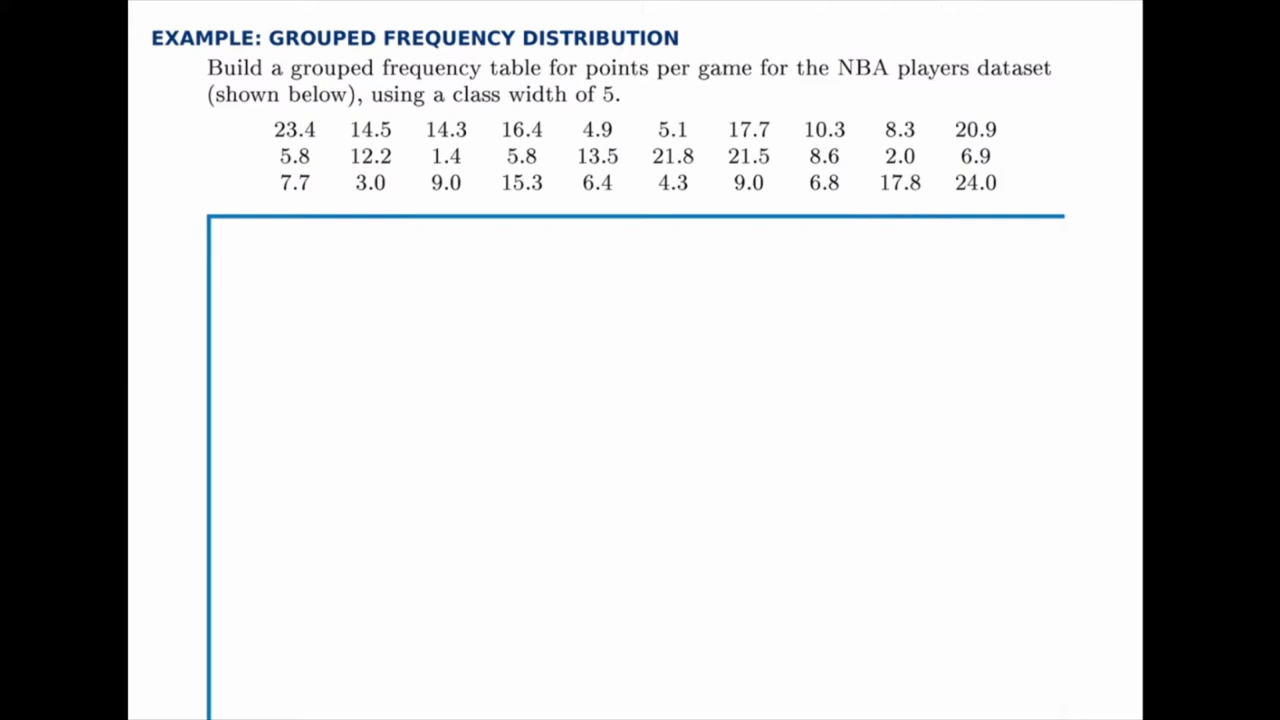 EXAMPLE: GROUPED FREQUENCY DISTRIBUTION
Build a grouped frequency table for points per game for the NBA players dataset
(shown below), using a class width of 5.
23.4 14.5 14.3 16.4 4.9 5.1 17.7 10.3 8.3 20.9
5.8 12.2 1.4 5.8 13.5 21.8 21.5 8.6 2.0 6.9
7.7 3.0 9.0 15.3 6.4 4.3 9.0 6.8 17.8 24.0